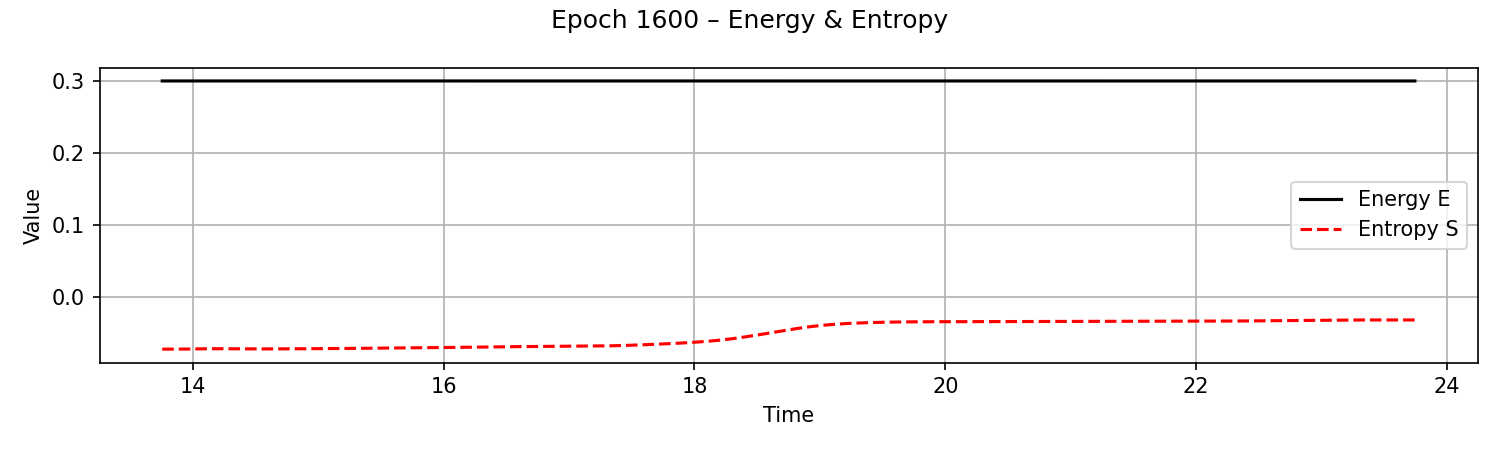 Epoch 1600 – Energy & Entropy
0.3
0.2
0.1
0.0
Value
Energy E
Entropy S
14 16 18 20 22 24
Time